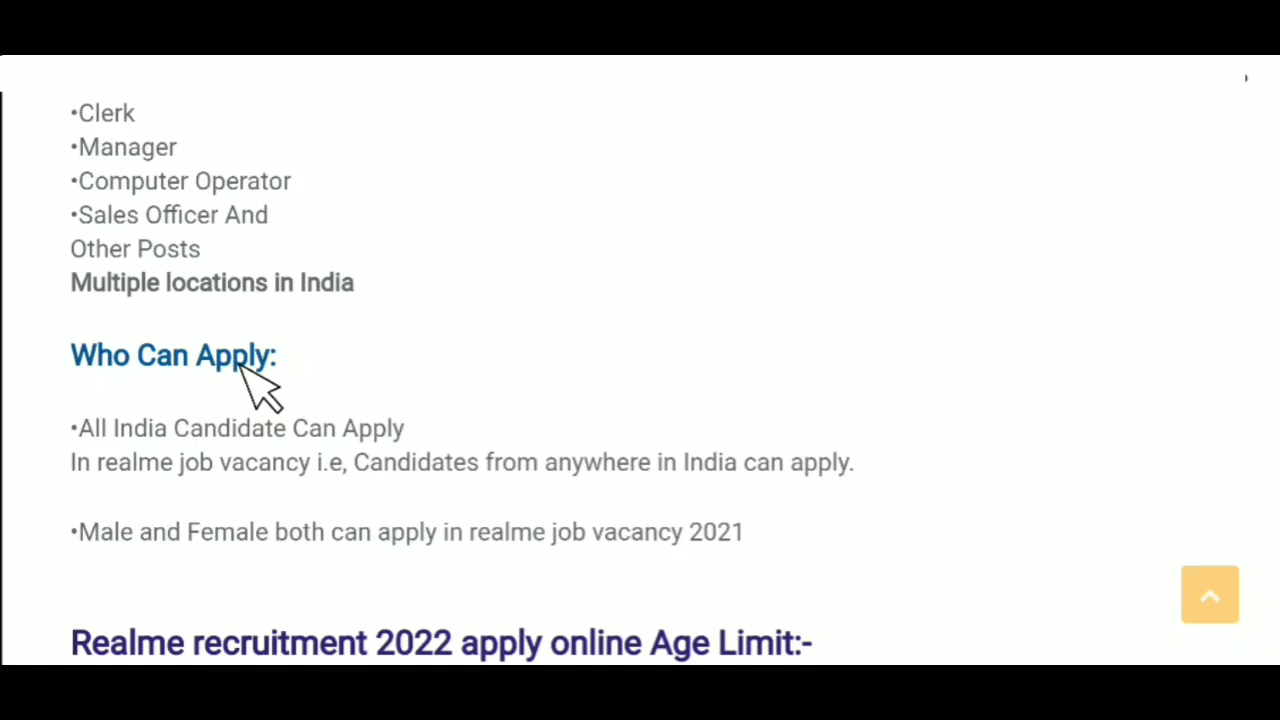 •Clerk
•Manager
•Computer Operator
•Sales Officer And
Other Posts
Multiple locations in India
Who Can Apply:
•All India Candidate Can Apply
In realme job vacancy i.e, Candidates from anywhere in India can apply.
•Male and Female both can apply in realme job vacancy 2021
Realme recruitment 2022 apply online Age Limit:-